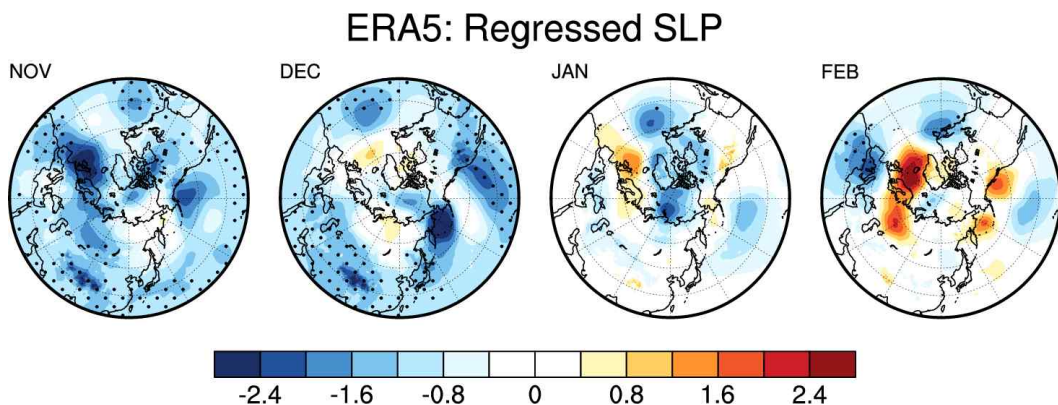 ERA5: Regressed SLP
NOV
DEC
JAN
FEB
-2.4 -1.6 -0.8 0 0.8 1.6 2.4